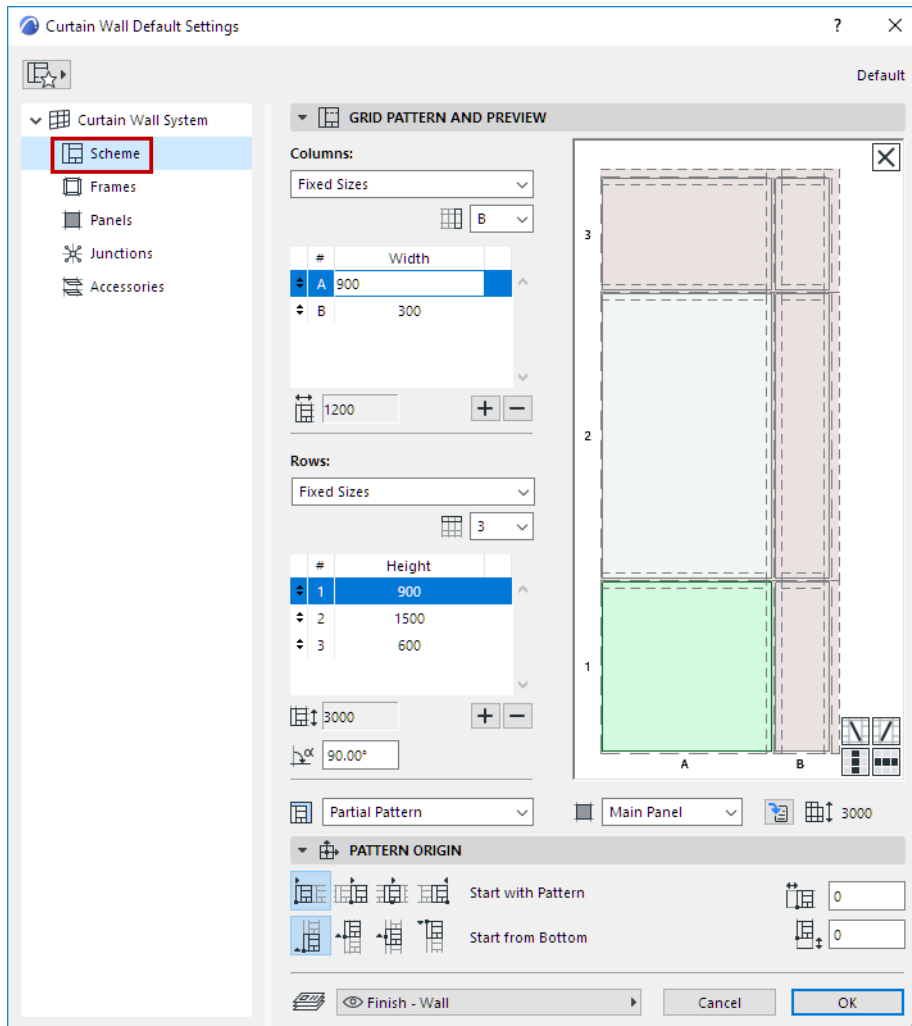 Curtain Wall Default Settings ?
Default
Curtain Wall System
Scheme
Frames
Panels
Junctions
Accessories
GRID PATTERN AND PREVIEW
Columns:
Fixed Sizes
B
# Width
A 900
B 300
1200
Rows:
Fixed Sizes
3
# Height
1 900
2 1500
3 600
3000
α 90.00°
3
2
1
A B
Partial Pattern
Main Panel
3000
PATTERN ORIGIN
Start with Pattern
0
Start from Bottom
0
Finish - Wall
Cancel
OK